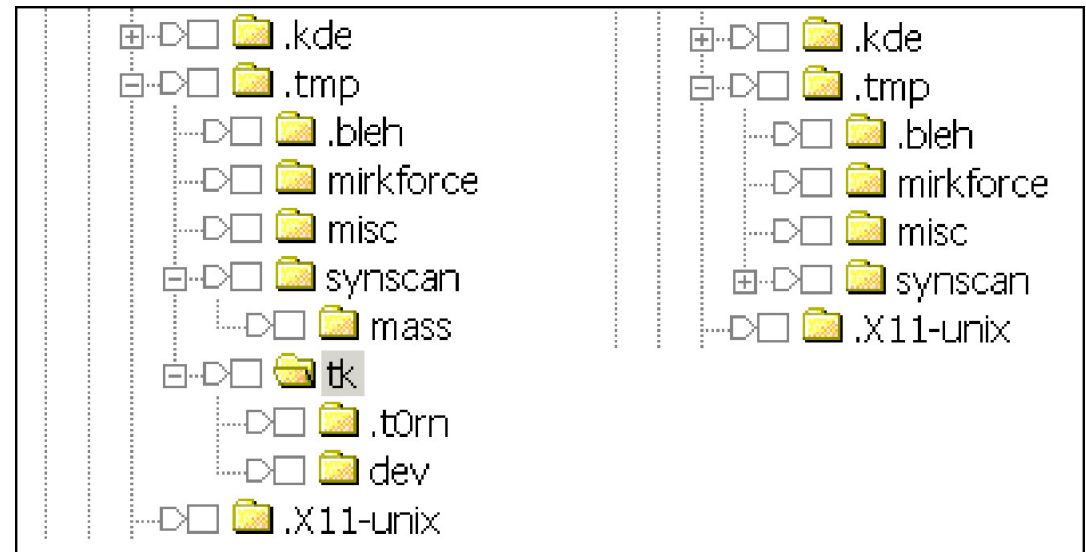 .kde
.tmp
.bleh
mirkforce
misc
synscan
mass
tk
.t0rn
dev
.X11-unix
.kde
.tmp
.bleh
mirkforce
misc
synscan
.X11-unix